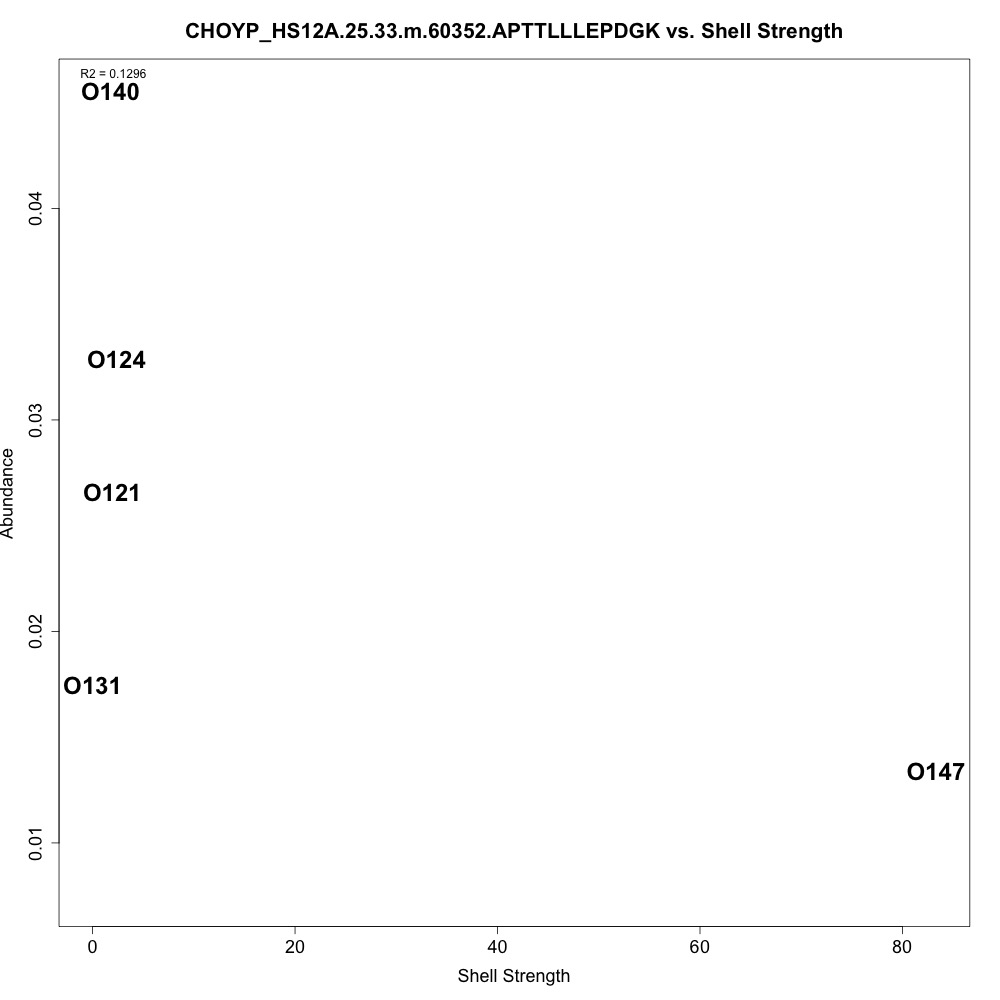 CHOYP_HS12A.25.33.m.60352.APTTLLLEPDGK vs. Shell Strength
R2 = 0.1296
O140
0.04
O124
0.03
Abundance
O121
0.02
O131
O147
0.01
0 20 40 60 80
Shell Strength